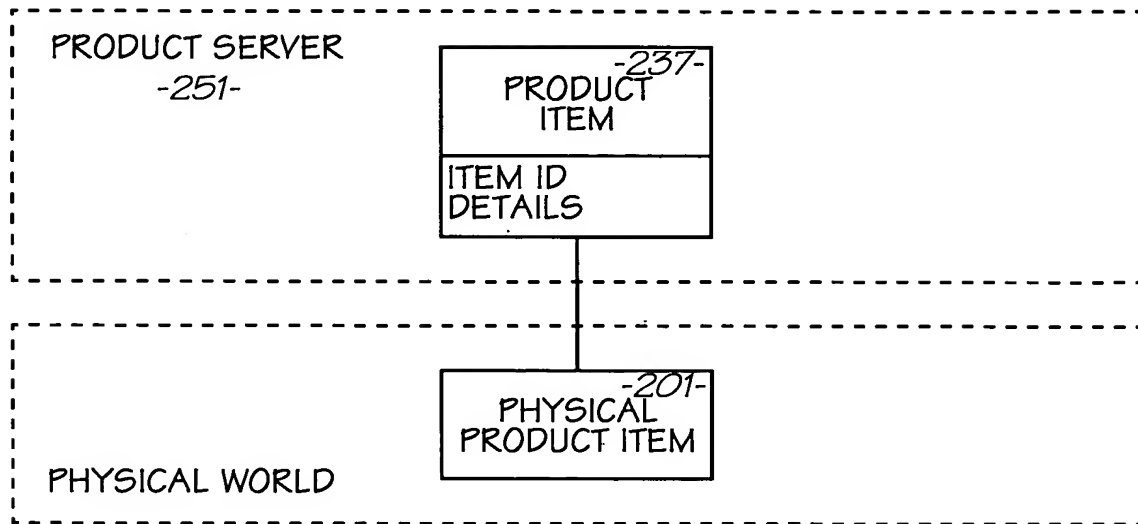 PRODUCT SERVER
-251-
-237-
PRODUCT
ITEM
ITEM ID
DETAILS
-201-
PHYSICAL
PRODUCT ITEM
PHYSICAL WORLD